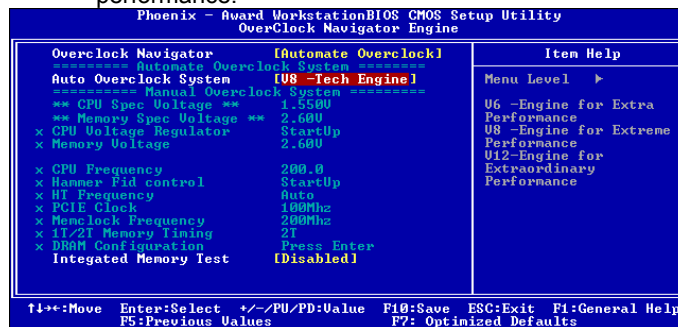 performance.
Phoenix - Award WorkstationBIOS CMOS Setup Utility
OverClock Navigator Engine
Overclock Navigator [Automate Overclock]
========= Automate Overclock System =========
Auto Overclock System [V8 -Tech Engine]
========== Manual Overclock System =========
** CPU Spec Voltage ** 1.550V
** Memory Spec Voltage ** 2.60V
x CPU Voltage Regulator StartUp
x Memory Voltage 2.60V
x CPU Frequency 200.0
x Hammer Fid control StartUp
x HT Frequency Auto
x PCIE Clock 100Mhz
x Memclock Frequency 200Mhz
x 1T/2T Memory Timing 2T
x DRAM Configuration Press Enter
Integated Memory Test [Disabled]
Item Help
Menu Level ▶
V6 -Engine for Extra
Performance
V8 -Engine for Extreme
Performance
V12-Engine for
Extraordinary
Performance
↑↓→←:Move Enter:Select +/-/PU/PD:Value F10:Save ESC:Exit F1:General Help
F5:Previous Values F7: Optimized Defaults